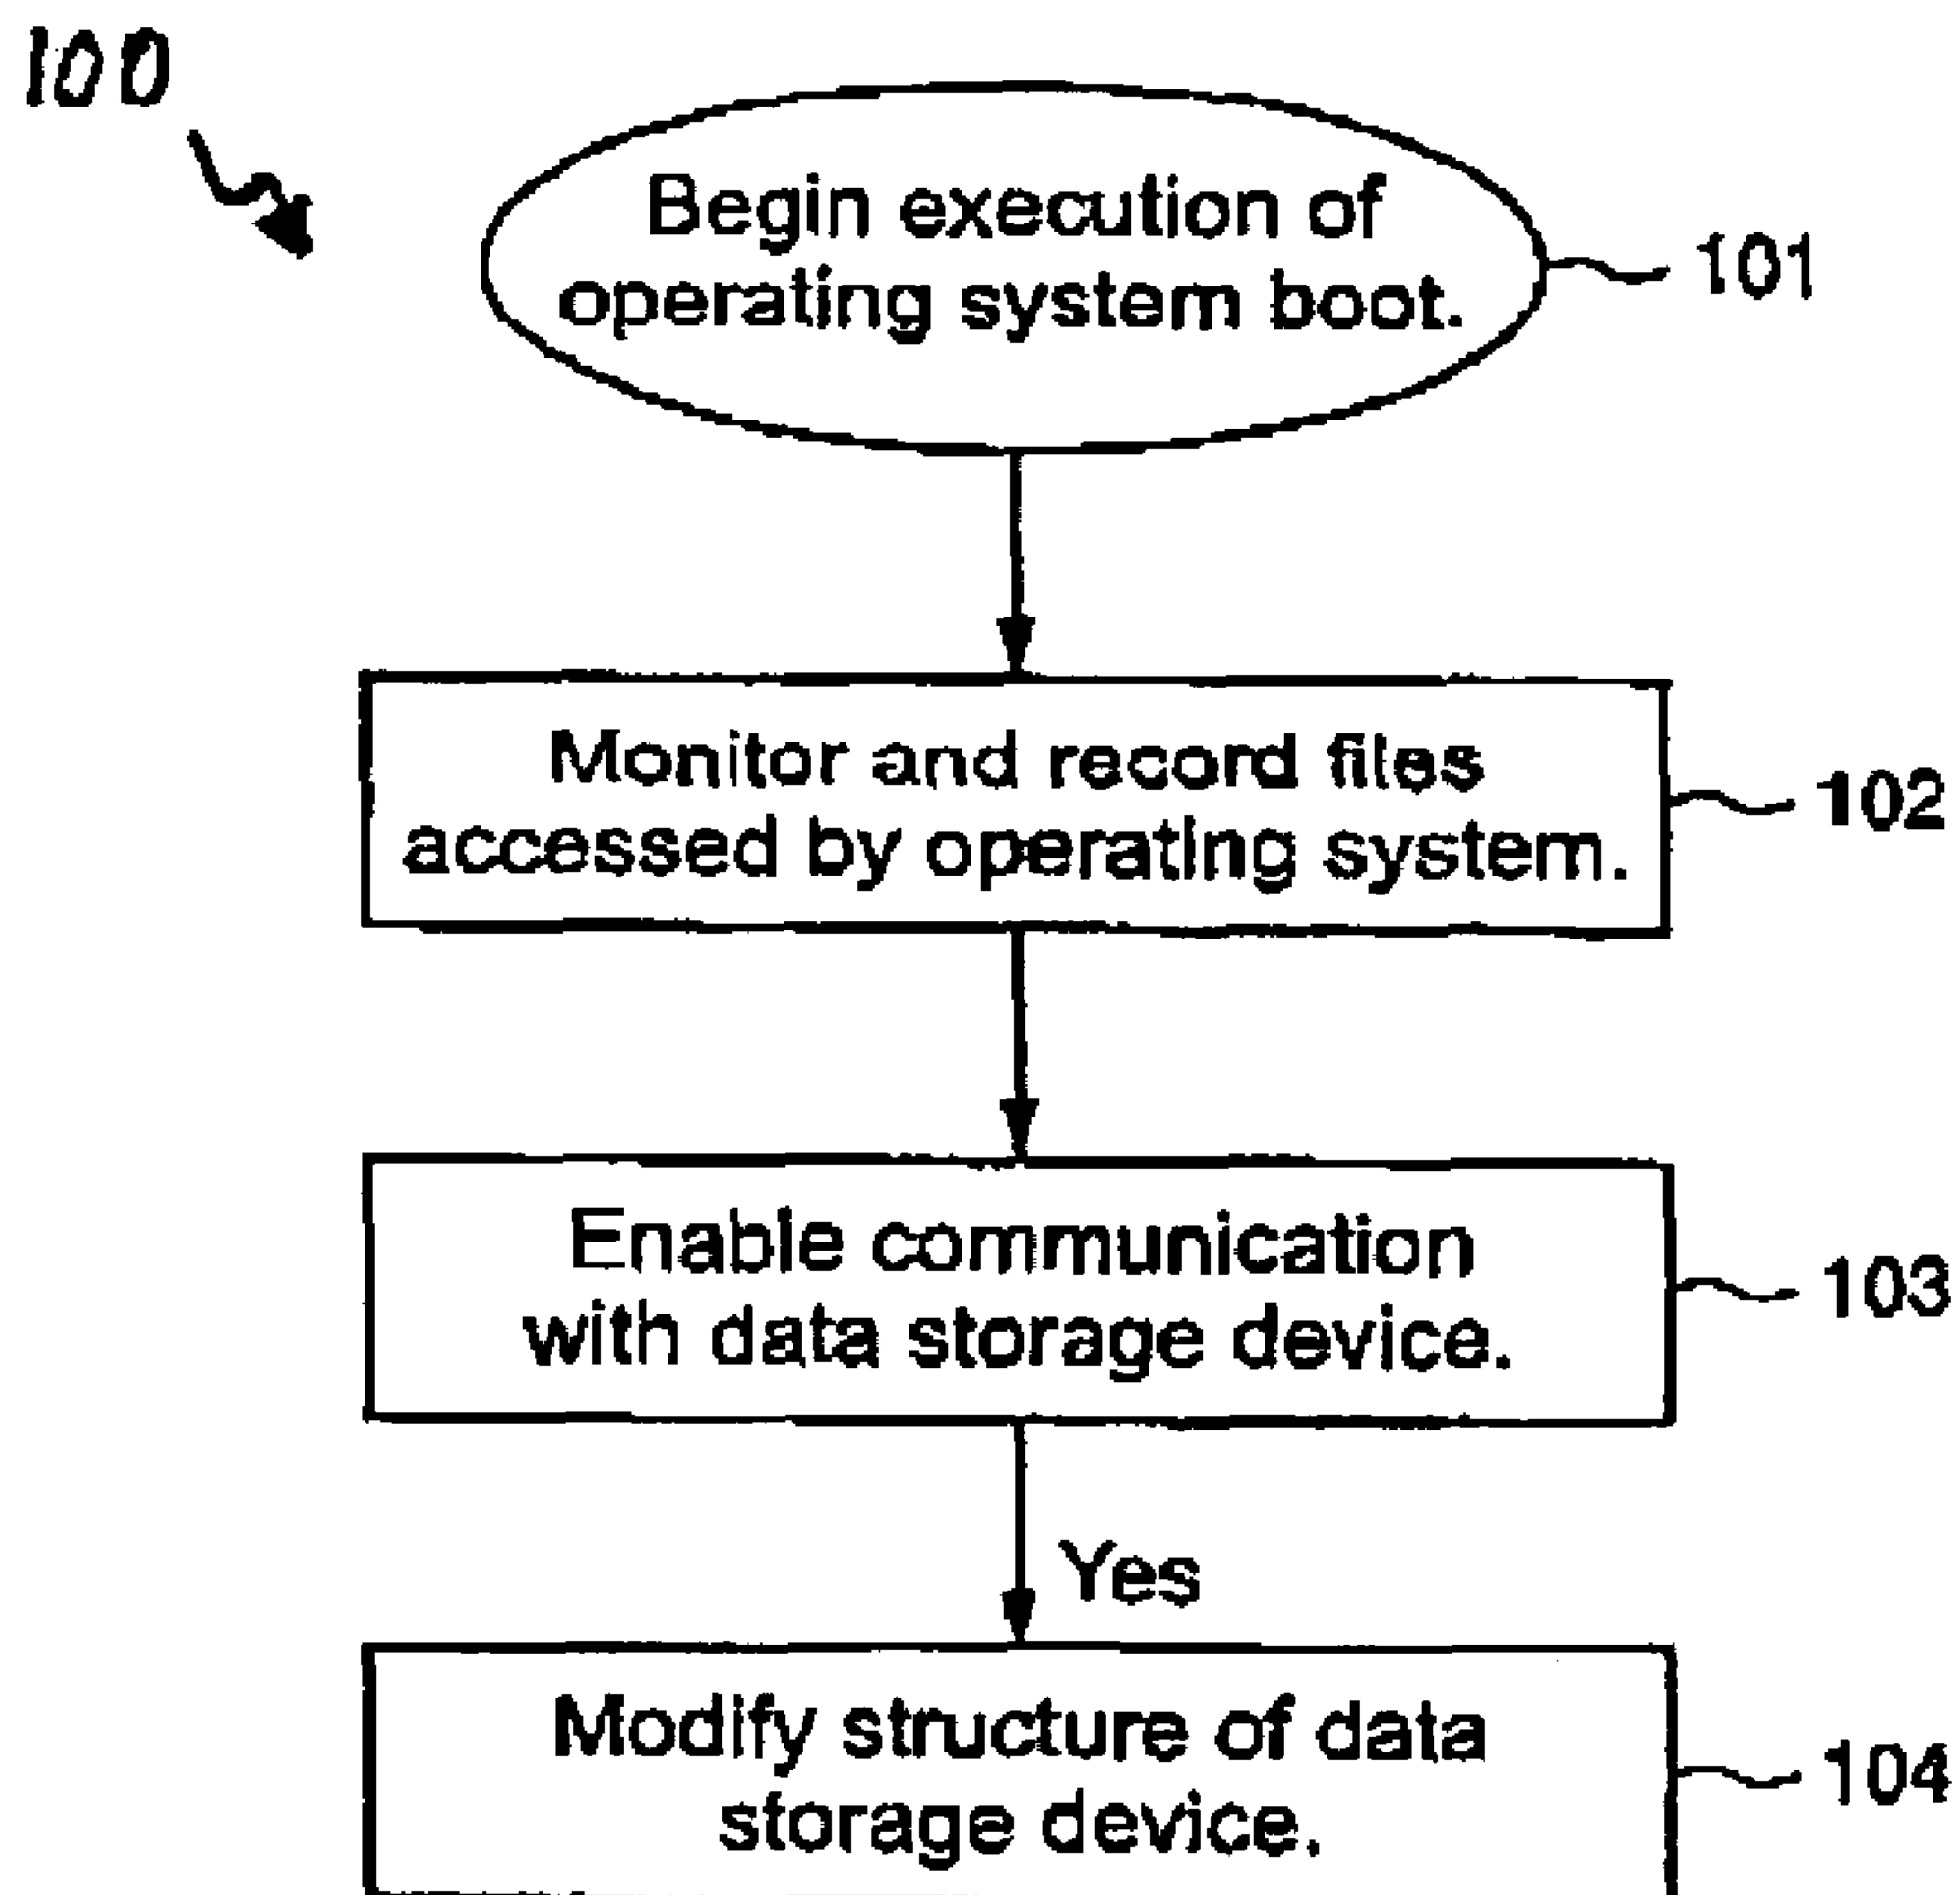 100
Begin execution of
operating system boot.
101
Monitor and record files
accessed by operating system.
102
Enable communication
with data storage device.
103
Yes
Modify structure of data
storage device.
104